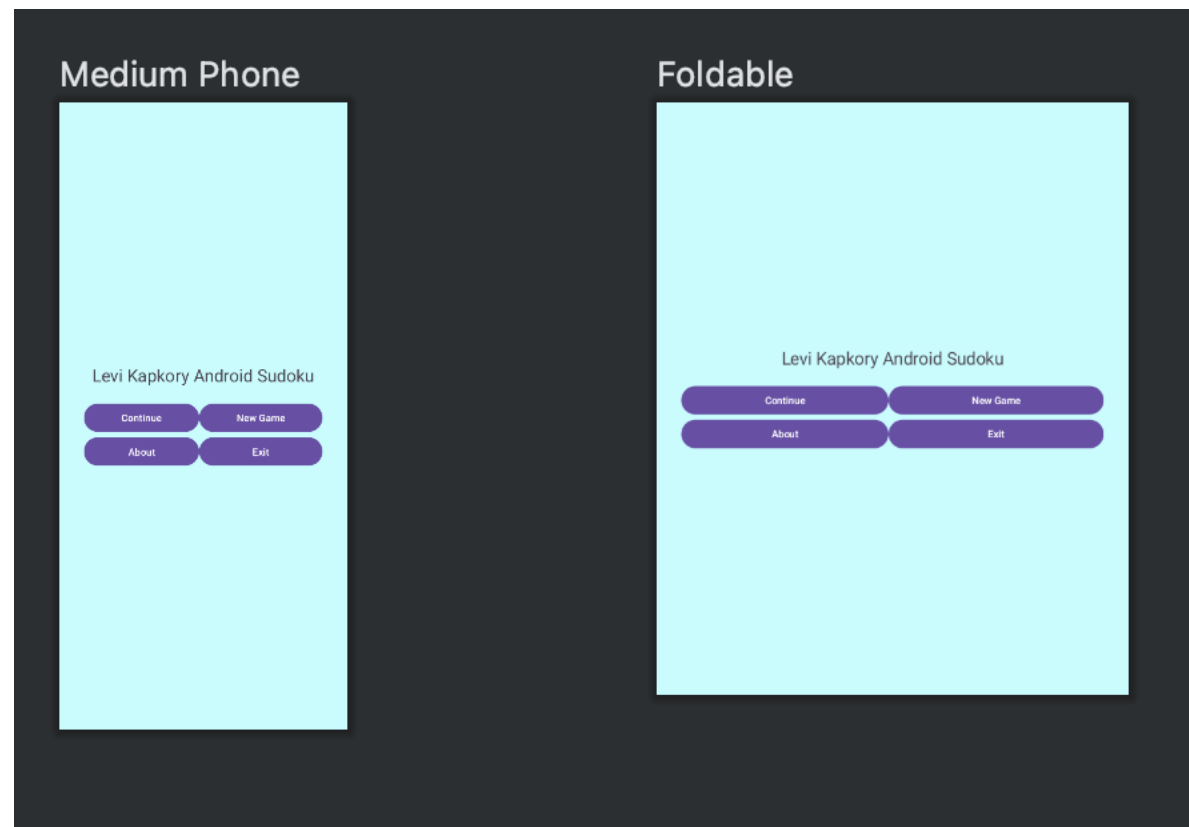 Medium Phone
Levi Kapkory Android Sudoku
Continue New Game
About Exit
Foldable
Levi Kapkory Android Sudoku
Continue New Game
About Exit